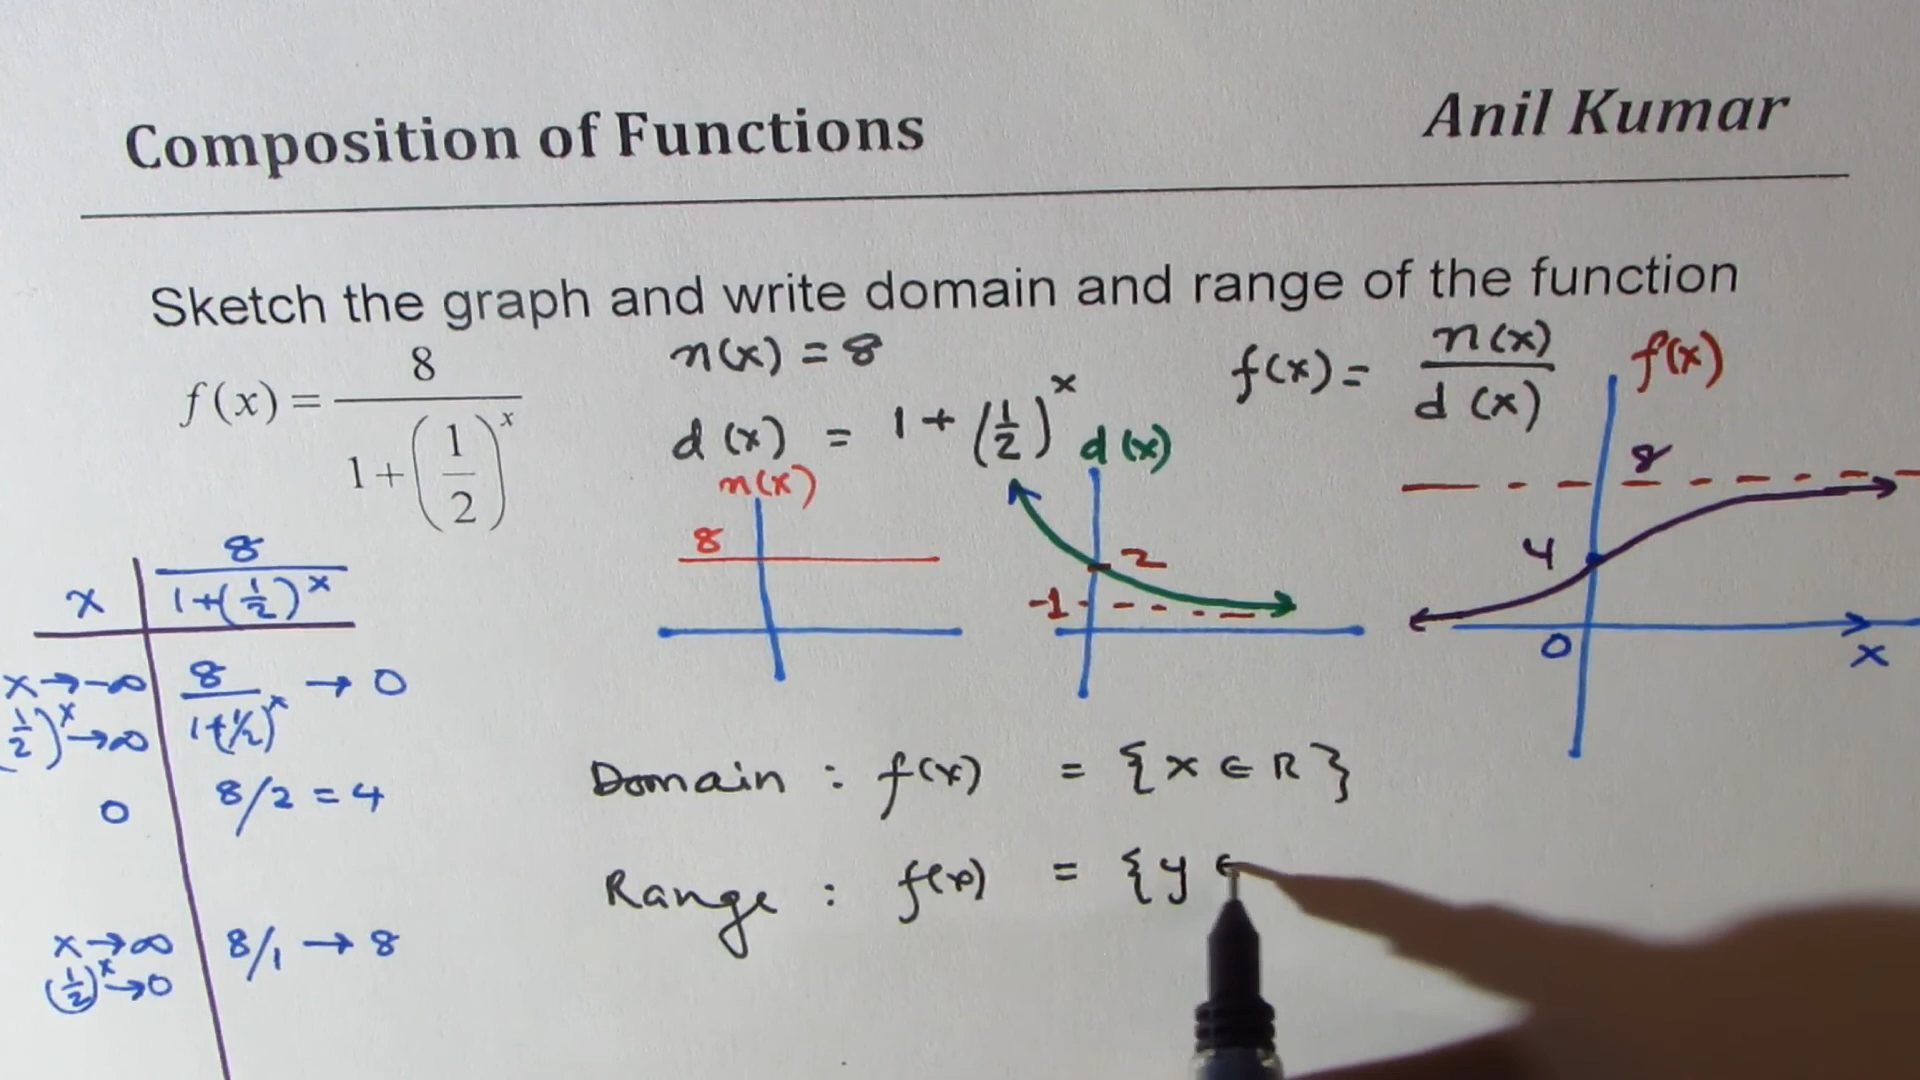 Composition of Functions
Anil Kumar
Sketch the graph and write domain and range of the function
f(x) = 8 / (1 + (1/2)^x)
n(x) = 8
d(x) = 1 + (1/2)^x
f(x) = n(x) / d(x)
n(x)
8
d(x)
2
-1
f(x)
8
4
0
x
x | 8 / (1 + (1/2)^x)
x → -∞ | 8 / (1 + (1/2)^x) → 0
(1/2)^x → ∞
0 | 8/2 = 4
x → ∞ | 8/1 → 8
(1/2)^x → 0
Domain : f(x) = {x ∈ R}
Range : f(x) = {y ∈